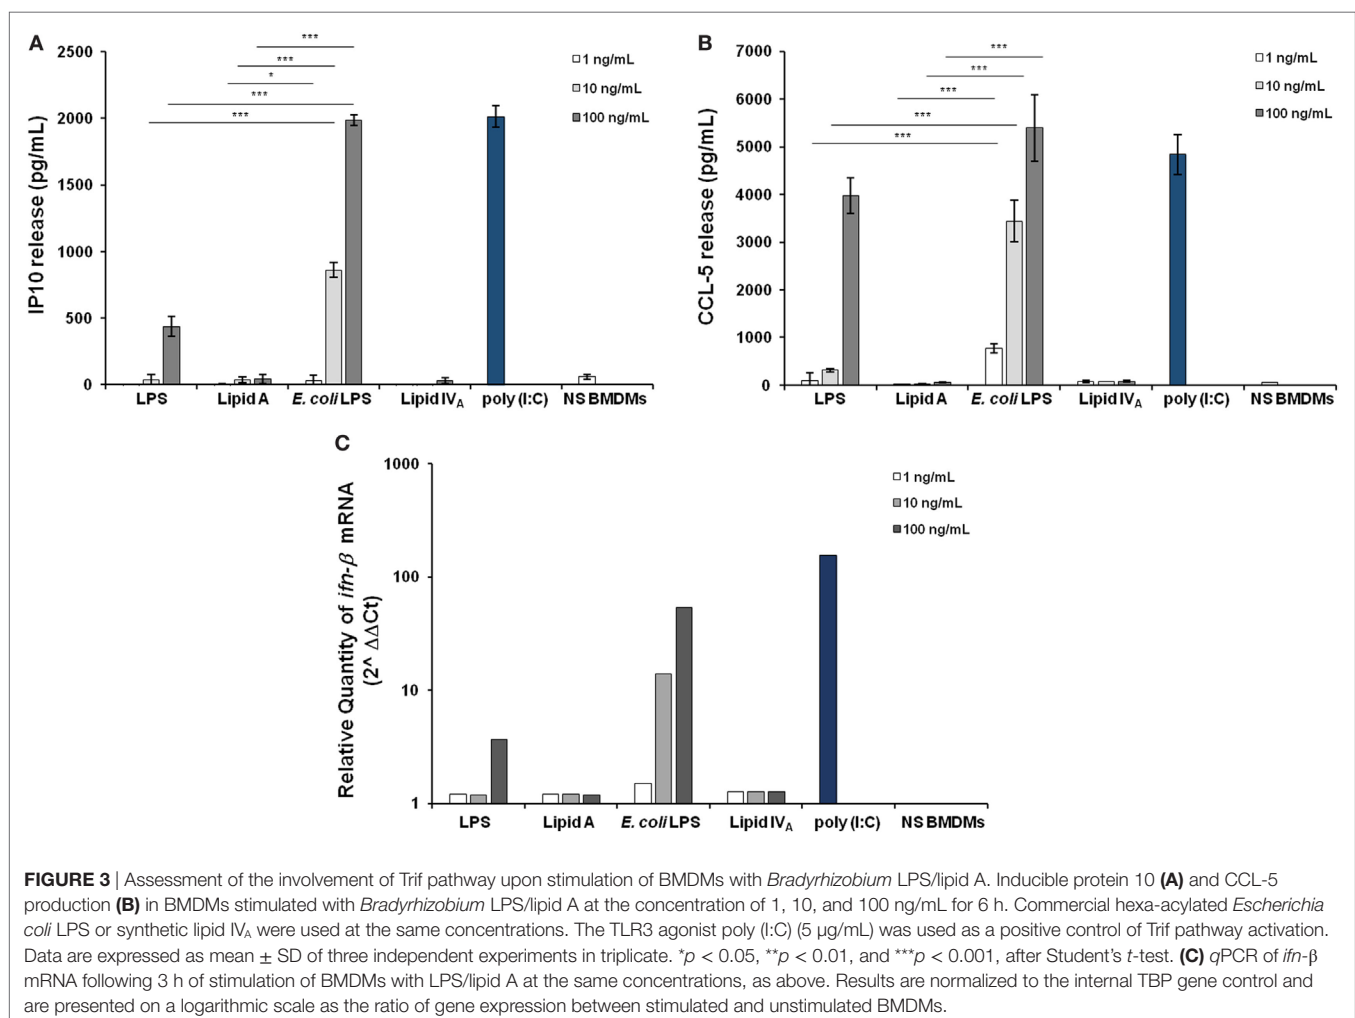 A
IP10 release (pg/mL)
2500
2000
1500
1000
500
0
***
***
*
***
***
1 ng/mL
10 ng/mL
100 ng/mL
LPS Lipid A E. coli LPS Lipid IVA poly (I:C) NS BMDMs
B
CCL-5 release (pg/mL)
7000
6000
5000
4000
3000
2000
1000
0
***
***
***
***
***
1 ng/mL
10 ng/mL
100 ng/mL
LPS Lipid A E. coli LPS Lipid IVA poly (I:C) NS BMDMs
C
Relative Quantity of ifn-β mRNA
(2^ ΔΔCt)
1000
100
10
1
1 ng/mL
10 ng/mL
100 ng/mL
LPS Lipid A E. coli LPS Lipid IVA poly (I:C) NS BMDMs
FIGURE 3 | Assessment of the involvement of Trif pathway upon stimulation of BMDMs with Bradyrhizobium LPS/lipid A. Inducible protein 10 (A) and CCL-5
production (B) in BMDMs stimulated with Bradyrhizobium LPS/lipid A at the concentration of 1, 10, and 100 ng/mL for 6 h. Commercial hexa-acylated Escherichia
coli LPS or synthetic lipid IVA were used at the same concentrations. The TLR3 agonist poly (I:C) (5 µg/mL) was used as a positive control of Trif pathway activation.
Data are expressed as mean ± SD of three independent experiments in triplicate. *p < 0.05, **p < 0.01, and ***p < 0.001, after Student's t-test. (C) qPCR of ifn-β
mRNA following 3 h of stimulation of BMDMs with LPS/lipid A at the same concentrations, as above. Results are normalized to the internal TBP gene control and
are presented on a logarithmic scale as the ratio of gene expression between stimulated and unstimulated BMDMs.